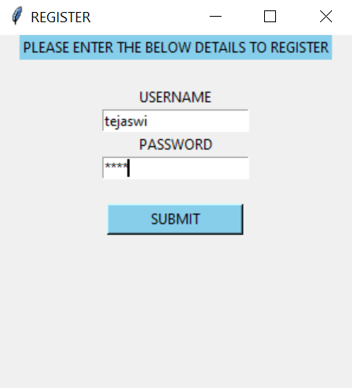 REGISTER
PLEASE ENTER THE BELOW DETAILS TO REGISTER
USERNAME
tejaswi
PASSWORD
****
SUBMIT